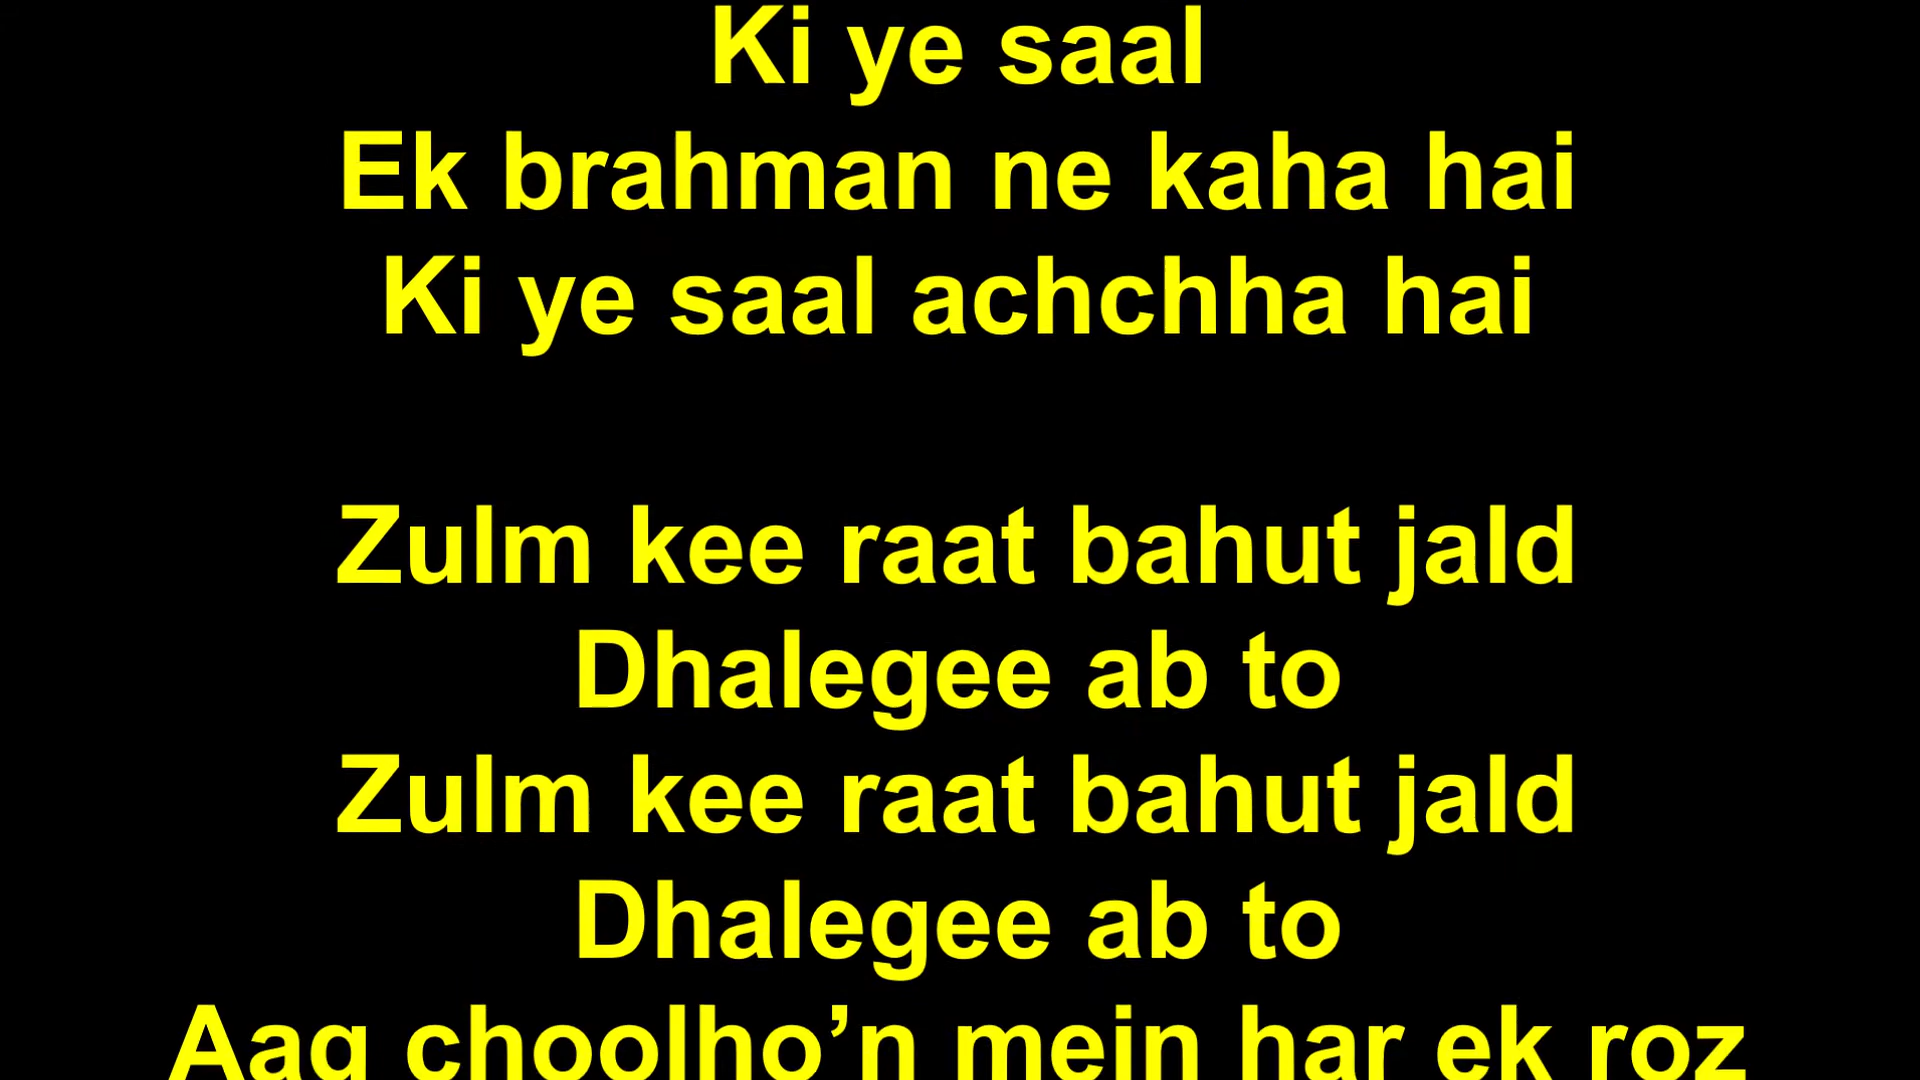 Ki ye saal
Ek brahman ne kaha hai
Ki ye saal achchha hai
Zulm kee raat bahut jald
Dhalegee ab to
Zulm kee raat bahut jald
Dhalegee ab to
Aag choolho’n mein har ek roz